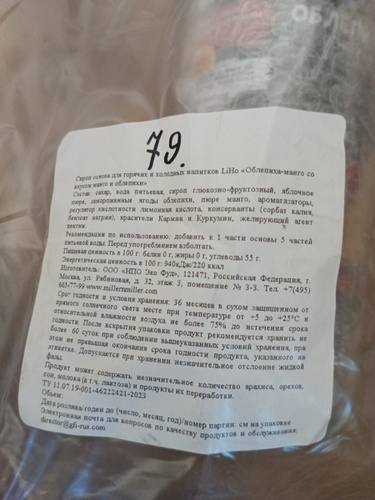 ОБЛЕП
79.
Сироп основа для горячих и холодных напитков LiHo «Облепиха-манго со
вкусом манго и облепихи»
Состав: сахар, вода питьевая, сироп глюкозно-фруктозный, яблочное
пюре, замороженные ягоды облепихи, пюре манго, ароматизаторы,
регулятор кислотности лимонная кислота, консерванты (сорбат калия,
бензоат натрия), красители Кармин и Куркумин, желирующий агент
пектин.
Рекомендации по использованию: добавить к 1 части основы 5 частей
питьевой воды. Перед употреблением взболтать.
Пищевая ценность в 100 г: белки 0 г, жиры 0 г, углеводы 55 г.
Энергетическая ценность в 100 г: 940кДж/220 ккал
Изготовитель: ООО «НПО Эко Фуд, 121471, Российская Федерация, г.
Москва, ул. Рябиновая, д. 32, этаж 3, помещение № 3-3. Тел. +7(495)
665-77-99 www.millerumiller.com
Срок годности и условия хранения: 36 месяцев в сухом защищенном от
прямого солнечного света месте при температуре от +5 до +25°С и
относительной влажности воздуха не более 75% до истечения срока
годности. После вскрытия упаковки продукт рекомендуется хранить не
более 60 суток при соблюдении вышеуказанных условий хранения, при
этом не превышая окончания срока годности продукта, указанного на
этикетке. Допускается при хранении незначительное отслоение жидкой
фазы.
Продукт может содержать незначительное количество арахиса, орехов,
сои, молока (в т.ч. лактоза) и продукты их переработки.
ТУ 11.07.19-001-46222421-2023
Объем:
Дата розлива/годен до (число, месяц, год)/номер партии: см на упаковке
Электронная почта для вопросов по качеству продуктов и обслуживания:
director@gfi-rus.com